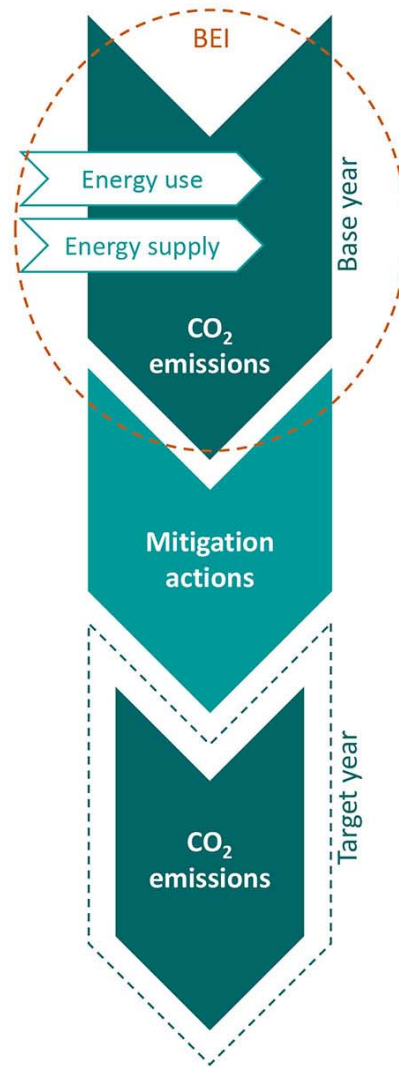 BEI
Energy use
Energy supply
Base year
CO₂
emissions
Mitigation
actions
Target year
CO₂
emissions